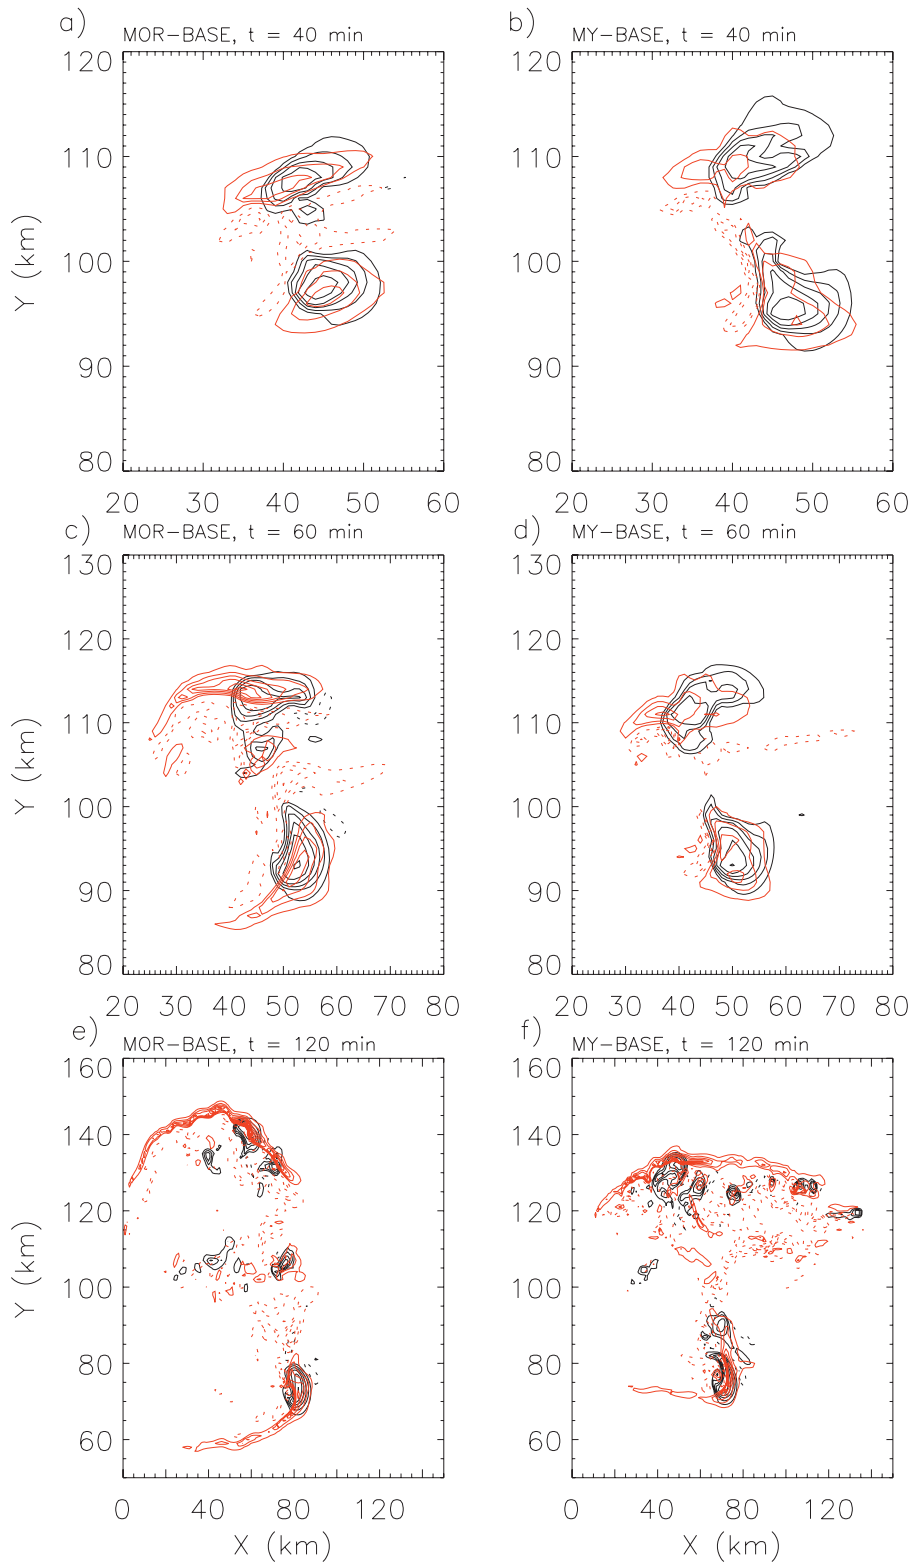 a) MOR-BASE, t = 40 min
b) MY-BASE, t = 40 min
120
110
100
90
80
Y (km)
20 30 40 50 60
120
110
100
90
80
20 30 40 50 60
c) MOR-BASE, t = 60 min
d) MY-BASE, t = 60 min
130
120
110
100
90
80
Y (km)
20 30 40 50 60 70 80
130
120
110
100
90
80
20 30 40 50 60 70 80
e) MOR-BASE, t = 120 min
f) MY-BASE, t = 120 min
160
140
120
100
80
60
Y (km)
0 40 80 120
X (km)
160
140
120
100
80
60
0 40 80 120
X (km)